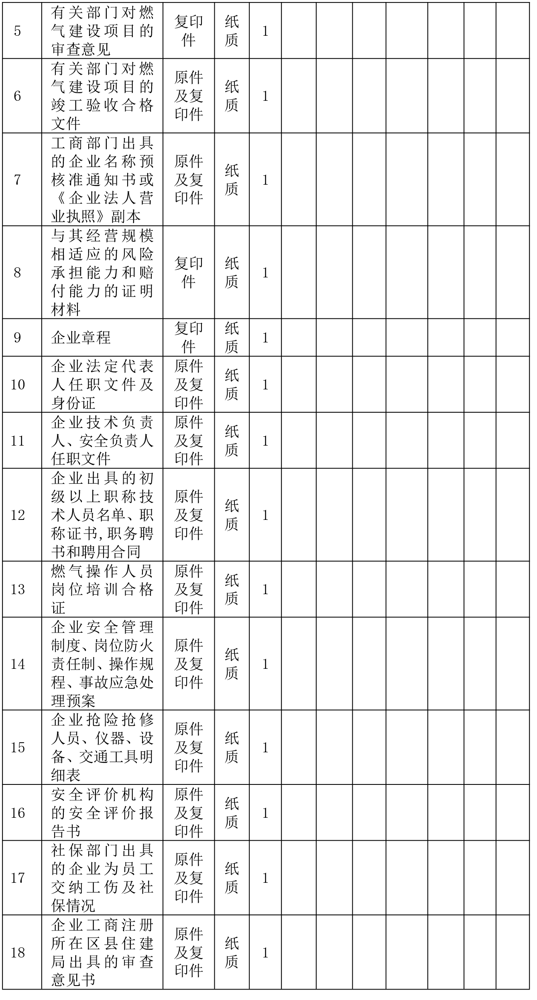 5
有关部门对燃
气建设项目的
审查意见
复印
件
纸
质
1
6
有关部门对燃
气建设项目的
竣工验收合格
文件
原件
及复
印件
纸
质
1
7
工商部门出具
的企业名称预
核准通知书或
《企业法人营
业执照》副本
原件
及复
印件
纸
质
1
8
与其经营规模
相适应的风险
承担能力和赔
付能力的证明
材料
复印
件
纸
质
1
9
企业章程
复印
件
纸
质
1
10
企业法定代表
人任职文件及
身份证
原件
及复
印件
纸
质
1
11
企业技术负责
人、安全负责人
任职文件
原件
及复
印件
纸
质
1
12
企业出具的初
级以上职称技
术人员名单、职
称证书,职务聘
书和聘用合同
原件
及复
印件
纸
质
1
13
燃气操作人员
岗位培训合格
证
原件
及复
印件
纸
质
1
14
企业安全管理
制度、岗位防火
责任制、操作规
程、事故应急处
理预案
原件
及复
印件
纸
质
1
15
企业抢险抢修
人员、仪器、设
备、交通工具明
细表
原件
及复
印件
纸
质
1
16
安全评价机构
的安全评价报
告书
原件
及复
印件
纸
质
1
17
社保部门出具
的企业为员工
交纳工伤及社
保情况
原件
及复
印件
纸
质
1
18
企业工商注册
所在区县住建
局出具的审查
意见书
原件
及复
印件
纸
质
1